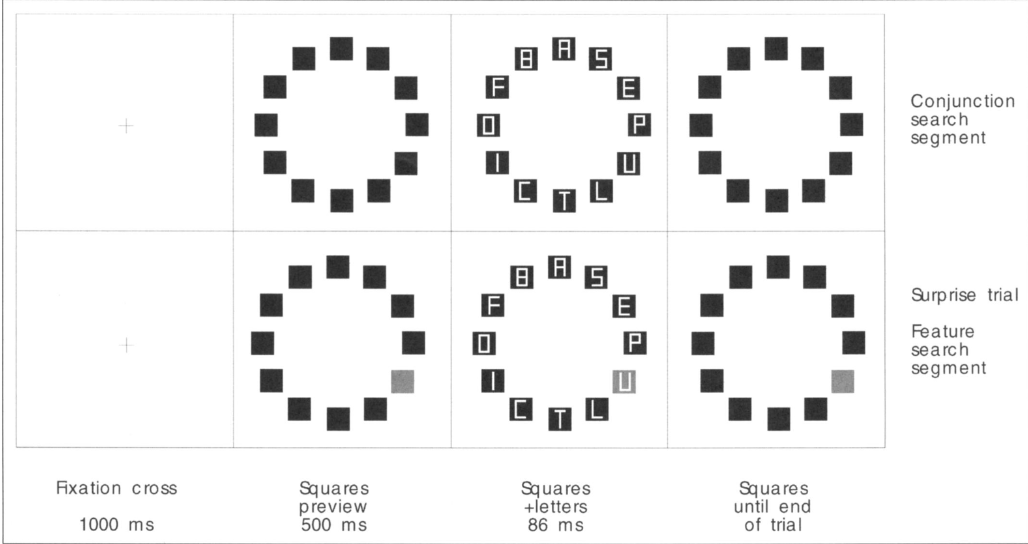 A
B S
F E
O P
I U
C L
T
Conjunction
search
segment
A
B S
F E
O P
I U
C L
T
Surprise trial
Feature
search
segment
Fixation cross
1000 ms
Squares
preview
500 ms
Squares
+letters
86 ms
Squares
until end
of trial